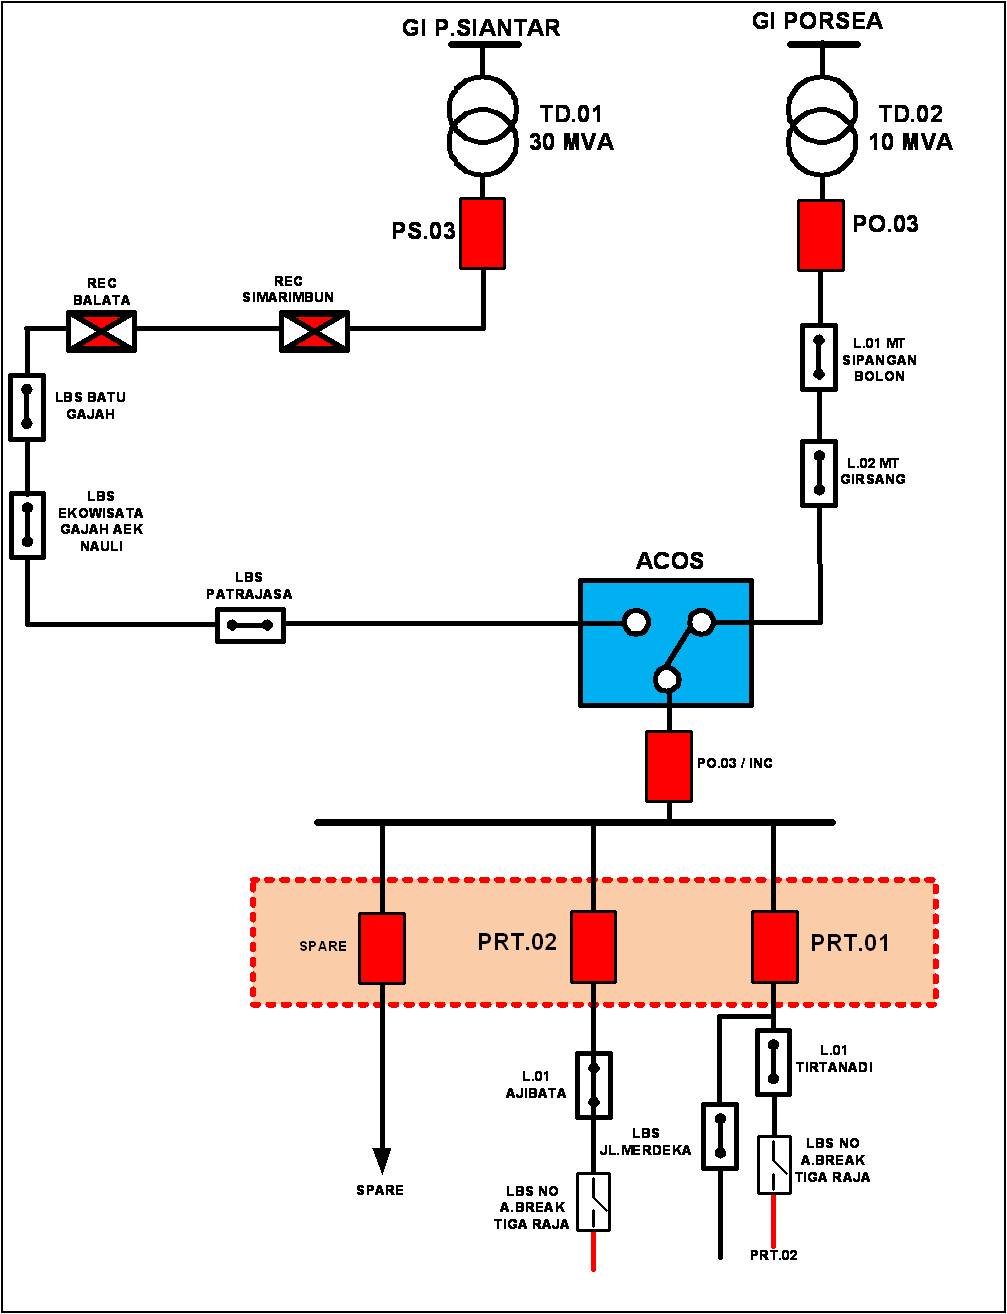 GI P.SIANTAR
GI PORSEA
TD.01
30 MVA
TD.02
10 MVA
PS.03
PO.03
REC
BALATA
REC
SIMARIMBUN
L.01 MT
SIPANGAN
BOLON
LBS BATU
GAJAH
L.02 MT
GIRSANG
LBS
EKOWISATA
GAJAH AEK
NAULI
LBS
PATRAJASA
ACOS
PO.03 / INC
SPARE
PRT.02
PRT.01
L.01
AJIBATA
L.01
TIRTANADI
LBS
JL.MERDEKA
LBS NO
A.BREAK
TIGA RAJA
SPARE
LBS NO
A.BREAK
TIGA RAJA
PRT.02